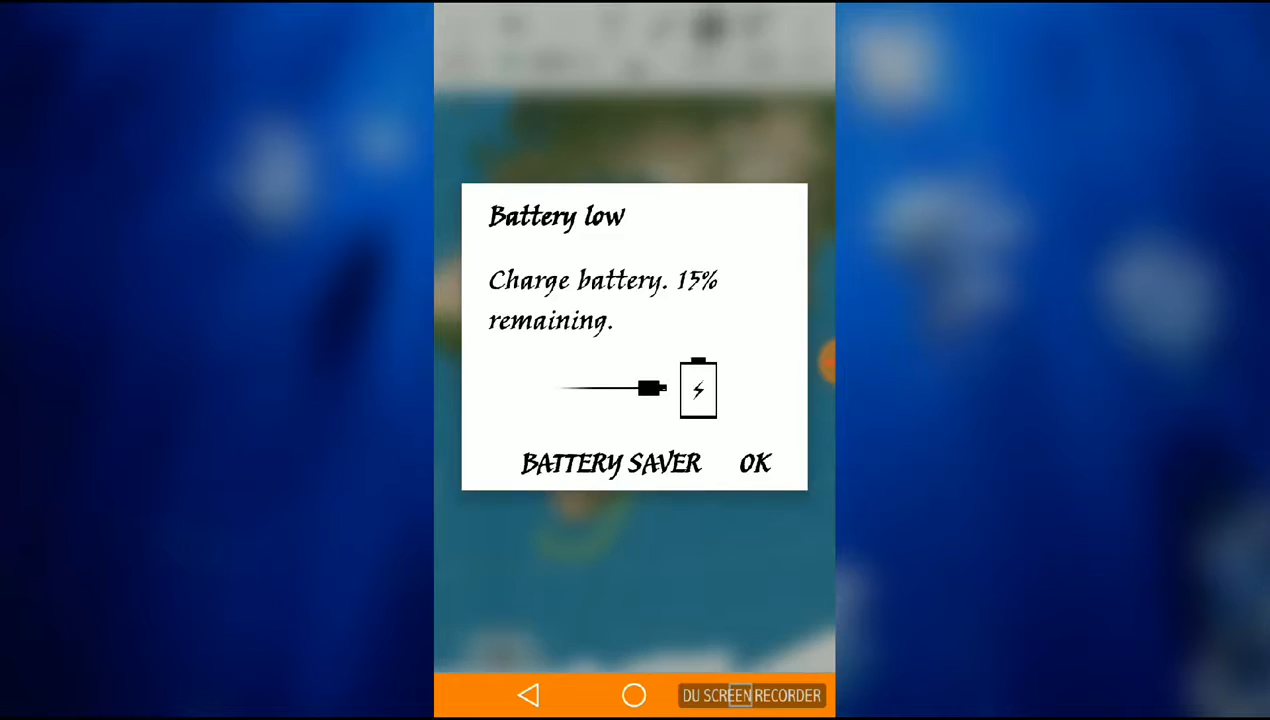 Battery low
Charge battery. 15%
remaining.
BATTERY SAVER OK
DU SCREEN RECORDER